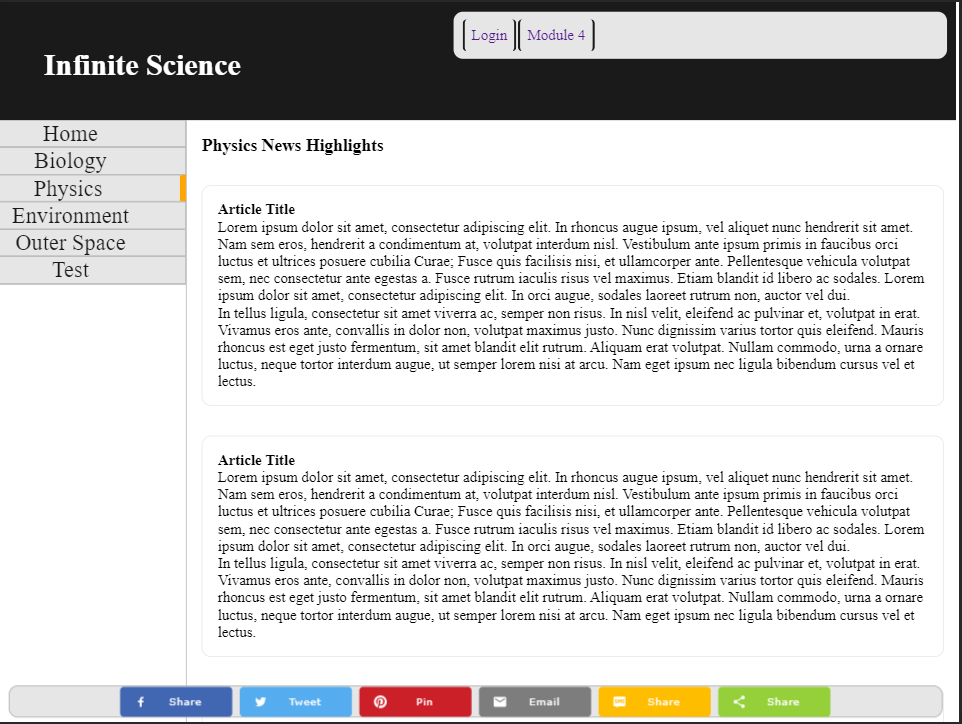 Login Module 4
Infinite Science
Home
Biology
Physics
Environment
Outer Space
Test
Physics News Highlights
Article Title
Lorem ipsum dolor sit amet, consectetur adipiscing elit. In rhoncus augue ipsum, vel aliquet nunc hendrerit sit amet.
Nam sem eros, hendrerit a condimentum at, volutpat interdum nisl. Vestibulum ante ipsum primis in faucibus orci
luctus et ultrices posuere cubilia Curae; Fusce quis facilisis nisi, et ullamcorper ante. Pellentesque vehicula volutpat
sem, nec consectetur ante egestas a. Fusce rutrum iaculis risus vel maximus. Etiam blandit id libero ac sodales. Lorem
ipsum dolor sit amet, consectetur adipiscing elit. In orci augue, sodales laoreet rutrum non, auctor vel dui.
In tellus ligula, consectetur sit amet viverra ac, semper non risus. In nisl velit, eleifend ac pulvinar et, volutpat in erat.
Vivamus eros ante, convallis in dolor non, volutpat maximus justo. Nunc dignissim varius tortor quis eleifend. Mauris
rhoncus est eget justo fermentum, sit amet blandit elit rutrum. Aliquam erat volutpat. Nullam commodo, urna a ornare
luctus, neque tortor interdum augue, ut semper lorem nisi at arcu. Nam eget ipsum nec ligula bibendum cursus vel et
lectus.
Article Title
Lorem ipsum dolor sit amet, consectetur adipiscing elit. In rhoncus augue ipsum, vel aliquet nunc hendrerit sit amet.
Nam sem eros, hendrerit a condimentum at, volutpat interdum nisl. Vestibulum ante ipsum primis in faucibus orci
luctus et ultrices posuere cubilia Curae; Fusce quis facilisis nisi, et ullamcorper ante. Pellentesque vehicula volutpat
sem, nec consectetur ante egestas a. Fusce rutrum iaculis risus vel maximus. Etiam blandit id libero ac sodales. Lorem
ipsum dolor sit amet, consectetur adipiscing elit. In orci augue, sodales laoreet rutrum non, auctor vel dui.
In tellus ligula, consectetur sit amet viverra ac, semper non risus. In nisl velit, eleifend ac pulvinar et, volutpat in erat.
Vivamus eros ante, convallis in dolor non, volutpat maximus justo. Nunc dignissim varius tortor quis eleifend. Mauris
rhoncus est eget justo fermentum, sit amet blandit elit rutrum. Aliquam erat volutpat. Nullam commodo, urna a ornare
luctus, neque tortor interdum augue, ut semper lorem nisi at arcu. Nam eget ipsum nec ligula bibendum cursus vel et
lectus.
Share Tweet Pin Email Share Share